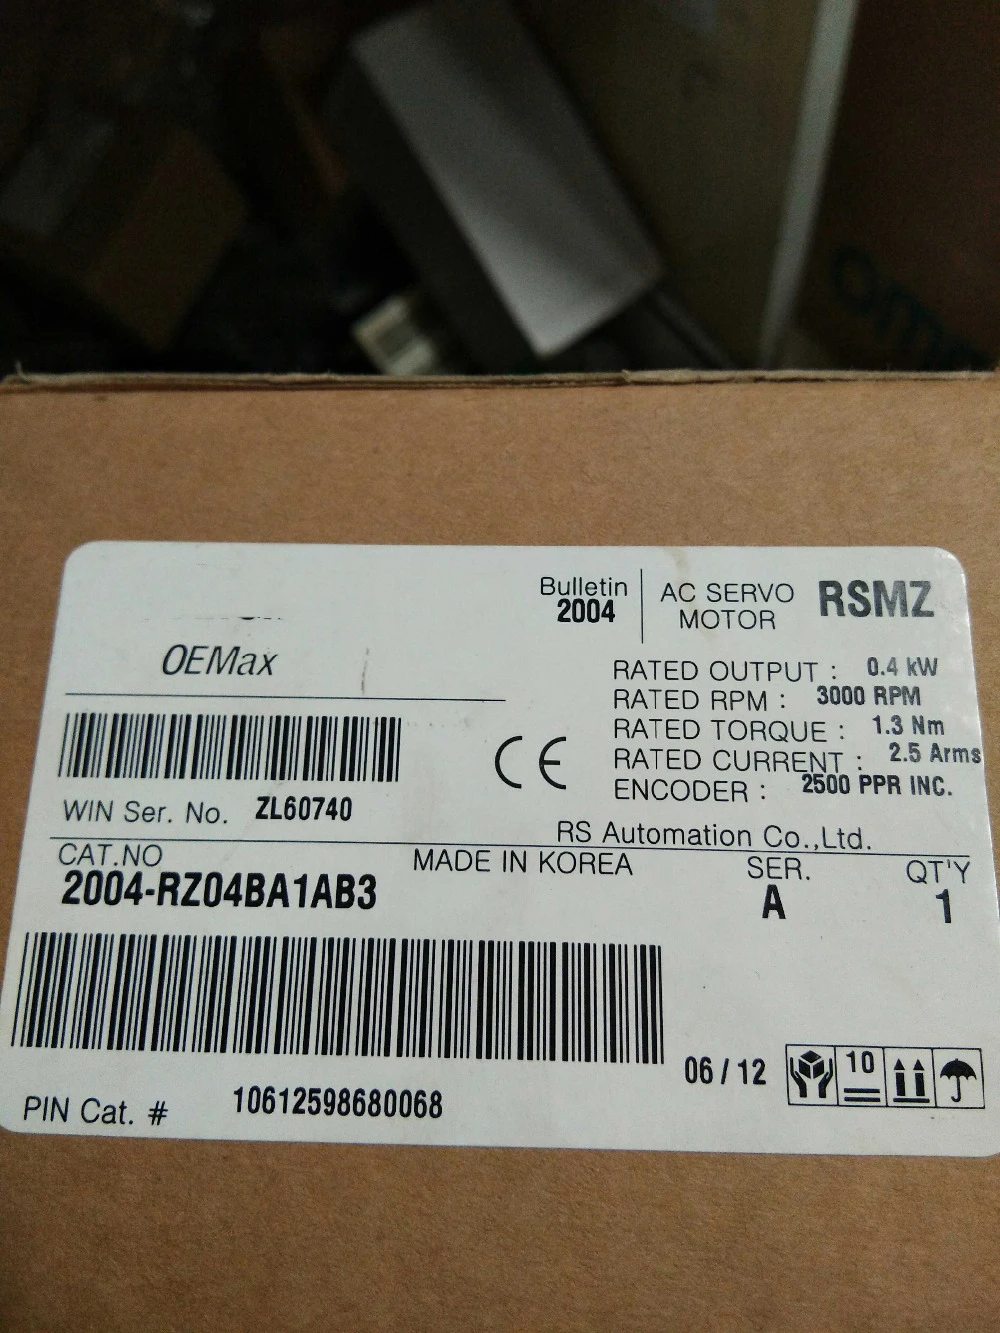 Bulletin
2004
AC SERVO
MOTOR
RSMZ
OEMax
RATED OUTPUT : 0.4 kW
RATED RPM : 3000 RPM
RATED TORQUE : 1.3 Nm
RATED CURRENT : 2.5 Arms
ENCODER : 2500 PPR INC.
CE
WIN Ser. No. ZL60740
RS Automation Co.,Ltd.
CAT.NO
MADE IN KOREA
SER.
QT'Y
2004-RZ04BA1AB3
A
1
06 / 12
10
PIN Cat. # 10612598680068